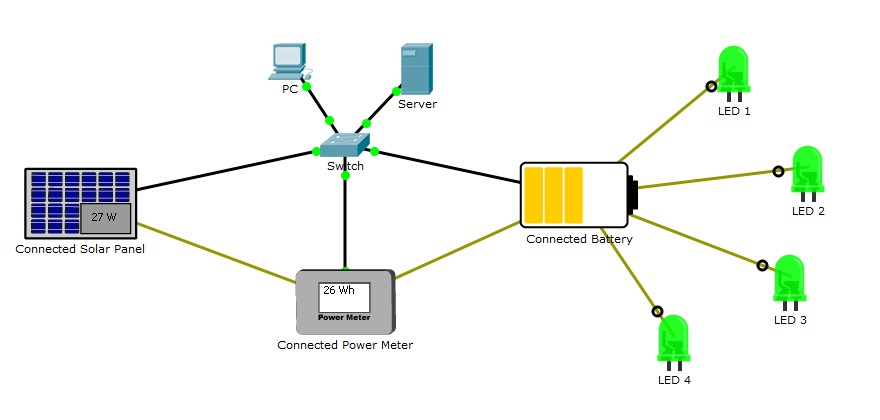 PC
Server
LED 1
Switch
27 W
LED 2
Connected Solar Panel
Connected Battery
26 Wh
Power Meter
LED 3
Connected Power Meter
LED 4